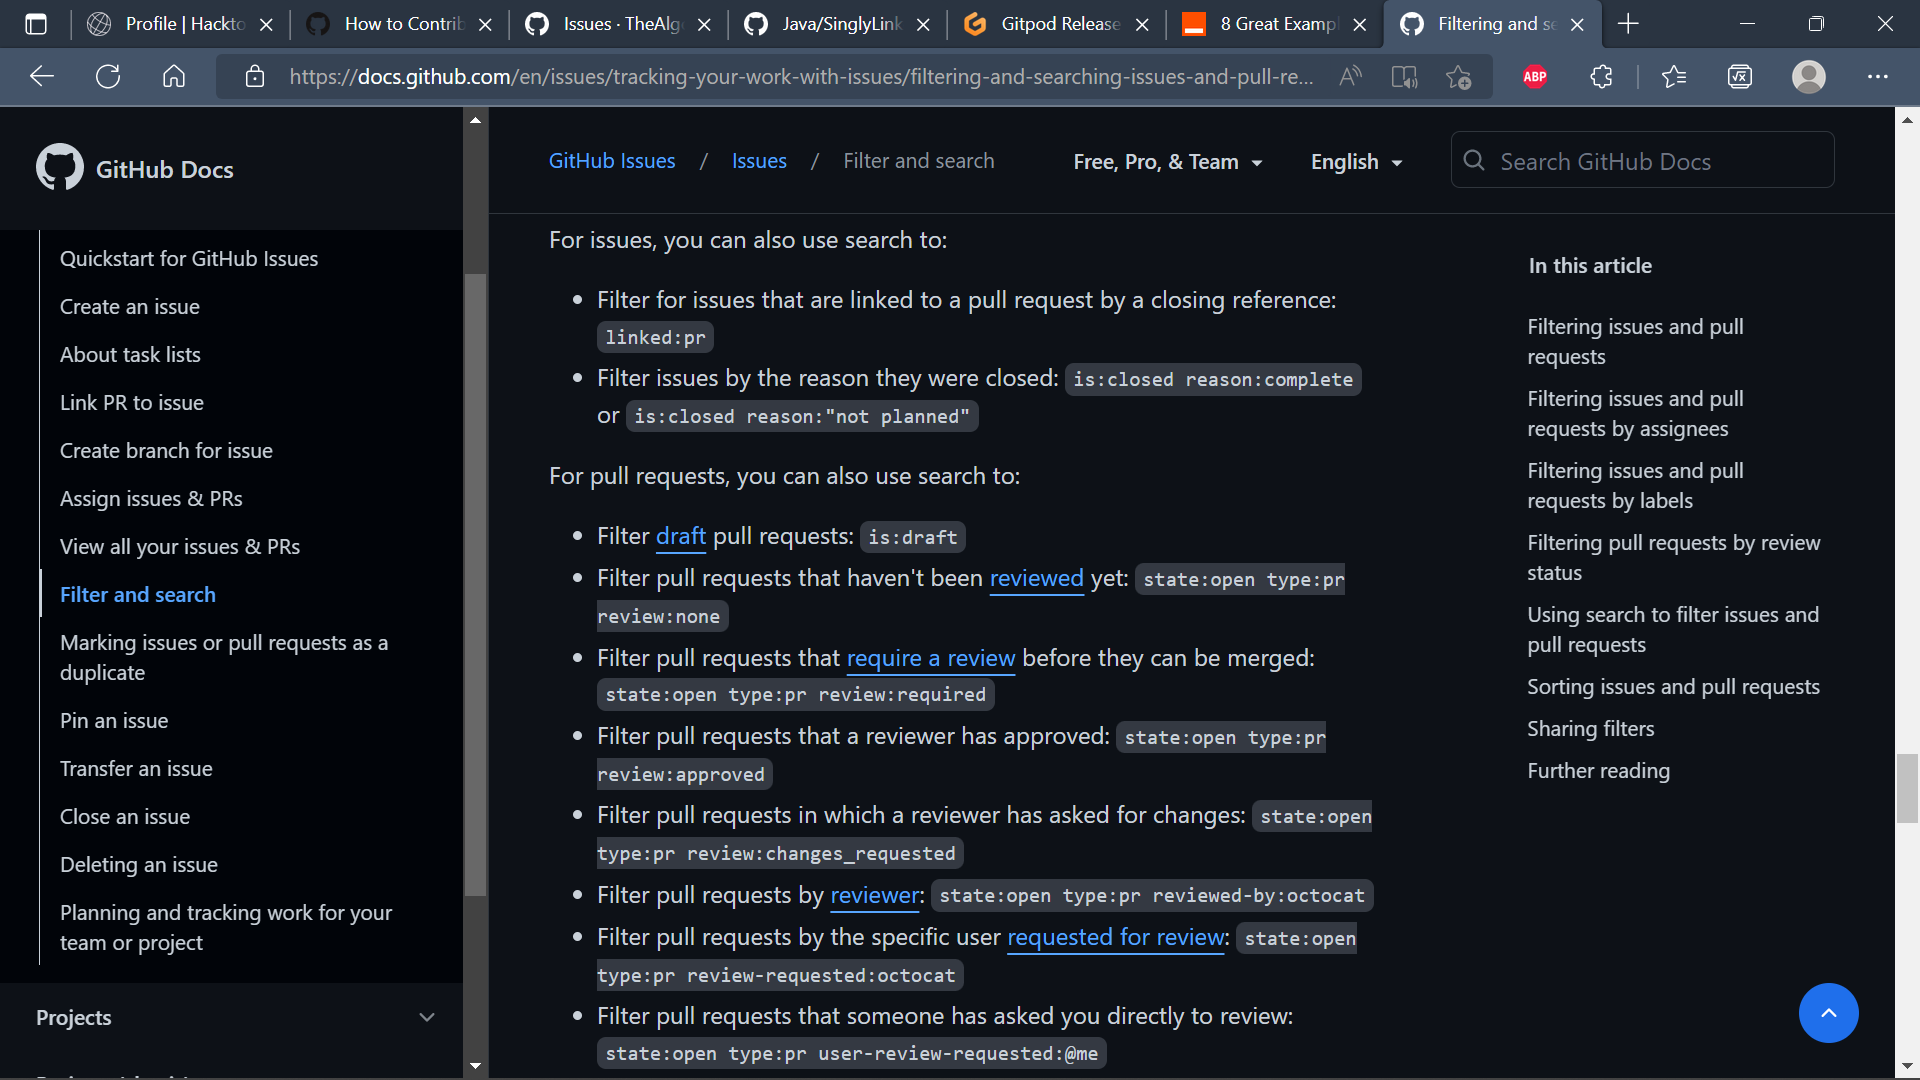 Profile | Hackto
How to Contrib
Issues · TheAlg
Java/SinglyLink
Gitpod Release
8 Great Exampl
Filtering and se
https://docs.github.com/en/issues/tracking-your-work-with-issues/filtering-and-searching-issues-and-pull-re...
ABP
GitHub Docs
GitHub Issues / Issues / Filter and search
Free, Pro, & Team
English
Search GitHub Docs
Quickstart for GitHub Issues
Create an issue
About task lists
Link PR to issue
Create branch for issue
Assign issues & PRs
View all your issues & PRs
Filter and search
Marking issues or pull requests as a
duplicate
Pin an issue
Transfer an issue
Close an issue
Deleting an issue
Planning and tracking work for your
team or project
Projects
For issues, you can also use search to:
• Filter for issues that are linked to a pull request by a closing reference:
linked:pr
• Filter issues by the reason they were closed: is:closed reason:complete
or is:closed reason:"not planned"
For pull requests, you can also use search to:
• Filter draft pull requests: is:draft
• Filter pull requests that haven't been reviewed yet: state:open type:pr
review:none
• Filter pull requests that require a review before they can be merged:
state:open type:pr review:required
• Filter pull requests that a reviewer has approved: state:open type:pr
review:approved
• Filter pull requests in which a reviewer has asked for changes: state:open
type:pr review:changes_requested
• Filter pull requests by reviewer: state:open type:pr reviewed-by:octocat
• Filter pull requests by the specific user requested for review: state:open
type:pr review-requested:octocat
• Filter pull requests that someone has asked you directly to review:
state:open type:pr user-review-requested:@me
In this article
Filtering issues and pull
requests
Filtering issues and pull
requests by assignees
Filtering issues and pull
requests by labels
Filtering pull requests by review
status
Using search to filter issues and
pull requests
Sorting issues and pull requests
Sharing filters
Further reading